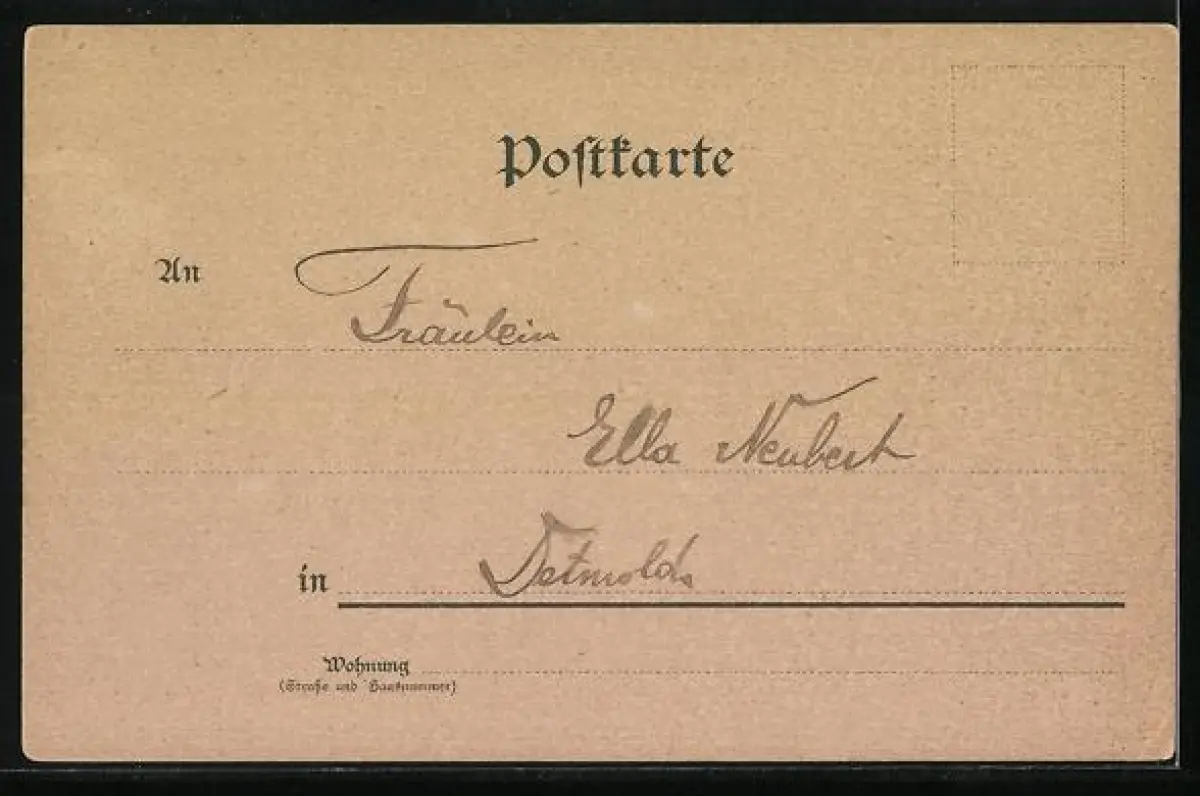 Postkarte
An Fräulein
Ella Neubert
in Detmold.
Wohnung
(Straße und Hausnummer)